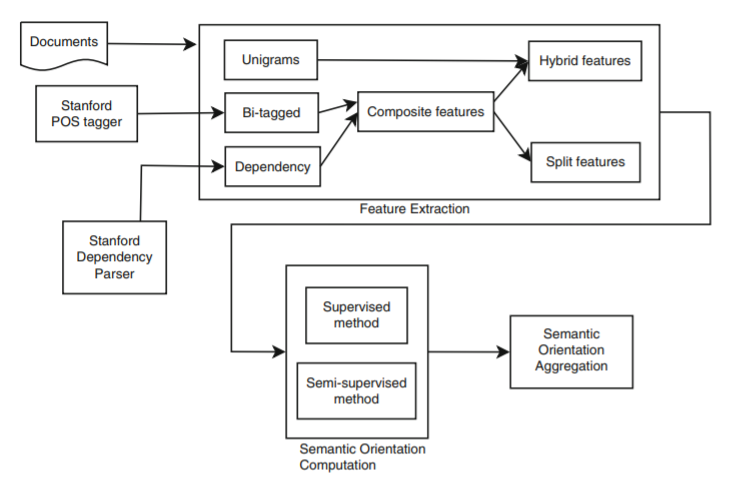 Documents
Unigrams
Hybrid features
Stanford
POS tagger
Bi-tagged
Composite features
Dependency
Split features
Feature Extraction
Stanford
Dependency
Parser
Supervised
method
Semi-supervised
method
Semantic
Orientation
Aggregation
Semantic Orientation
Computation